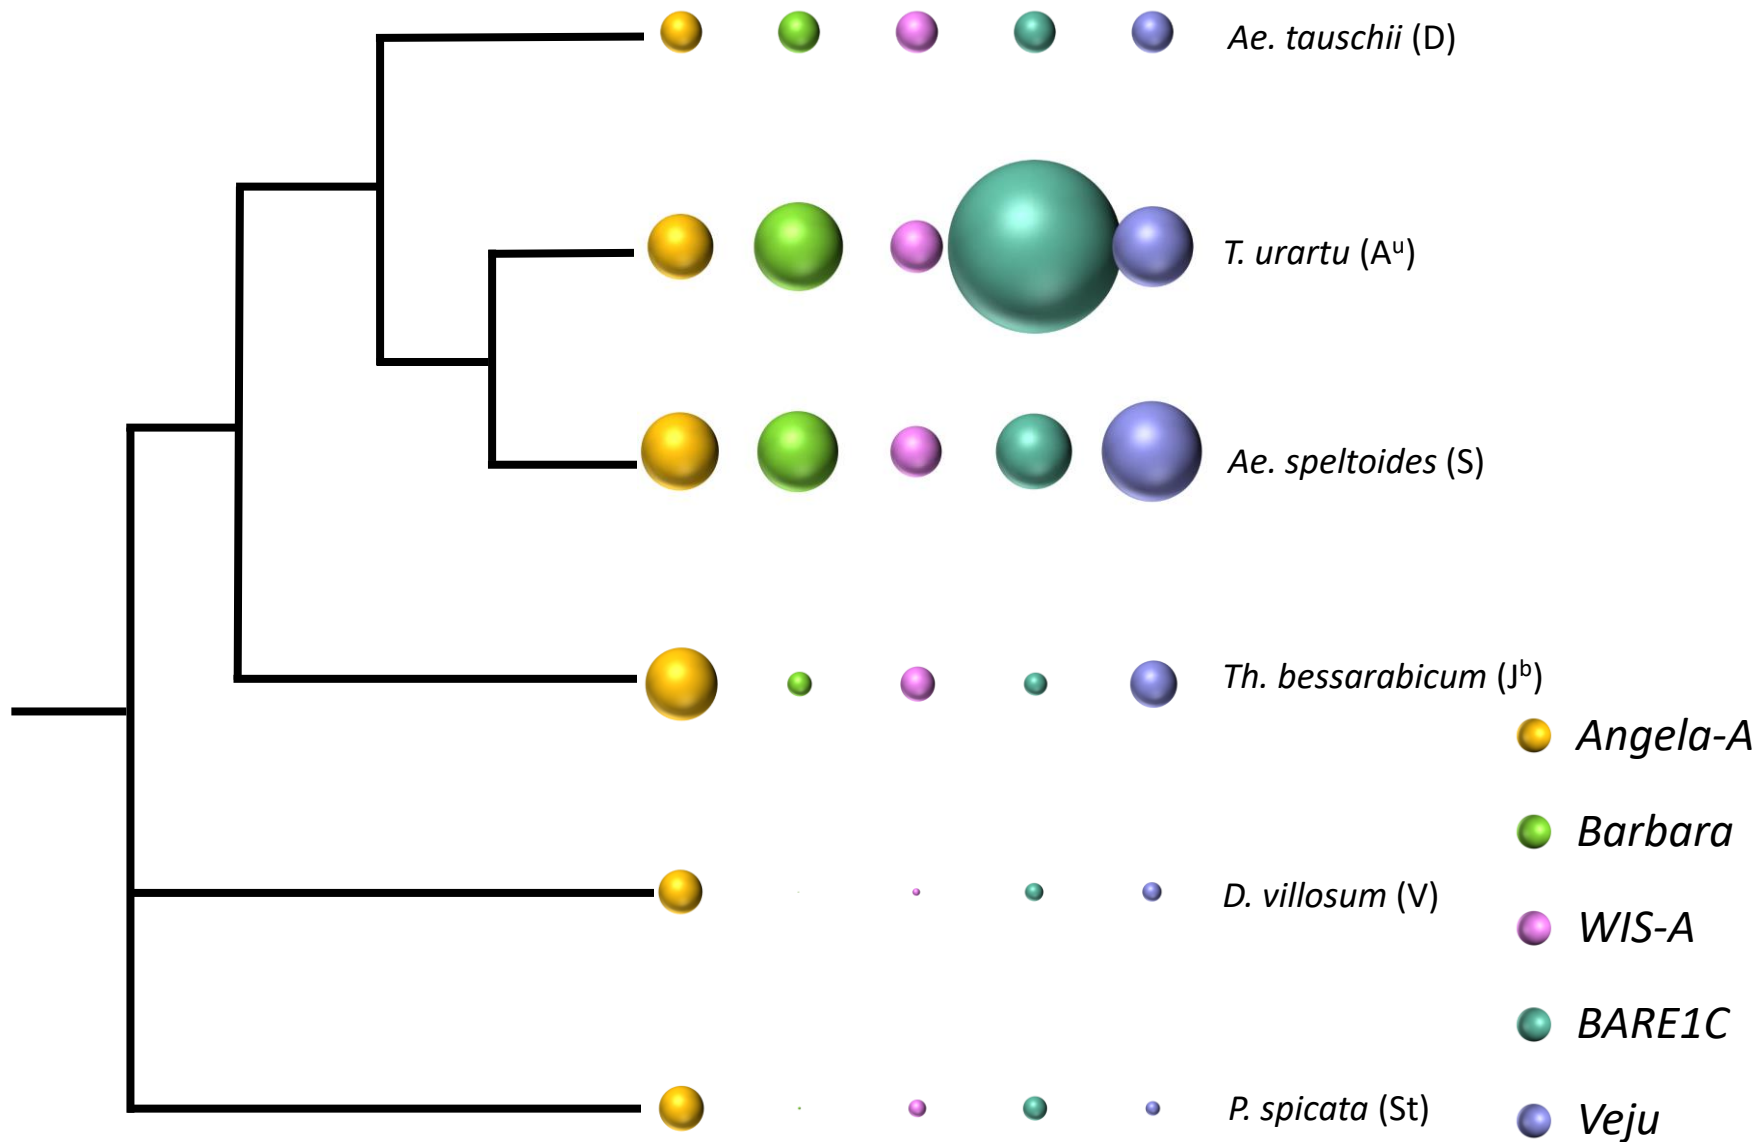 Ae. tauschii (D)
T. urartu (Aᵘ)
Ae. speltoides (S)
Th. bessarabicum (Jᵇ)
Angela-A
Barbara
D. villosum (V)
WIS-A
BARE1C
P. spicata (St)
Veju